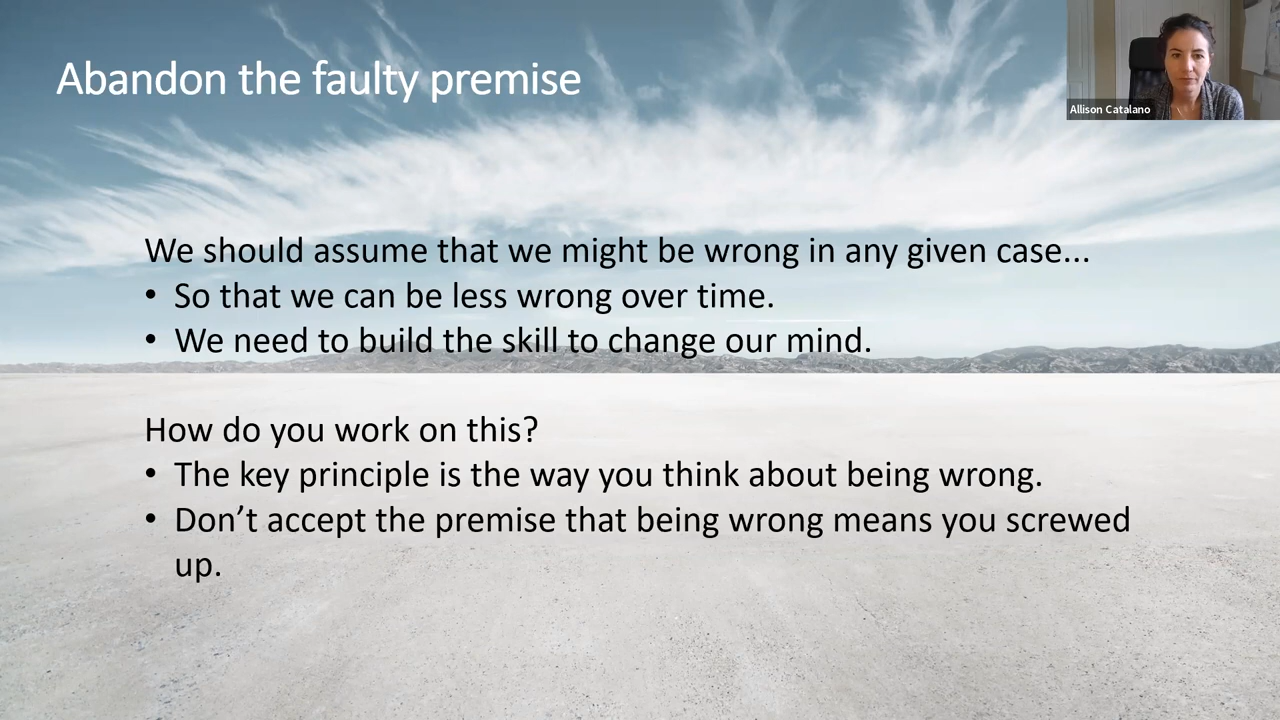 Abandon the faulty premise
Allison Catalano
We should assume that we might be wrong in any given case...
• So that we can be less wrong over time.
• We need to build the skill to change our mind.
How do you work on this?
• The key principle is the way you think about being wrong.
• Don’t accept the premise that being wrong means you screwed
up.